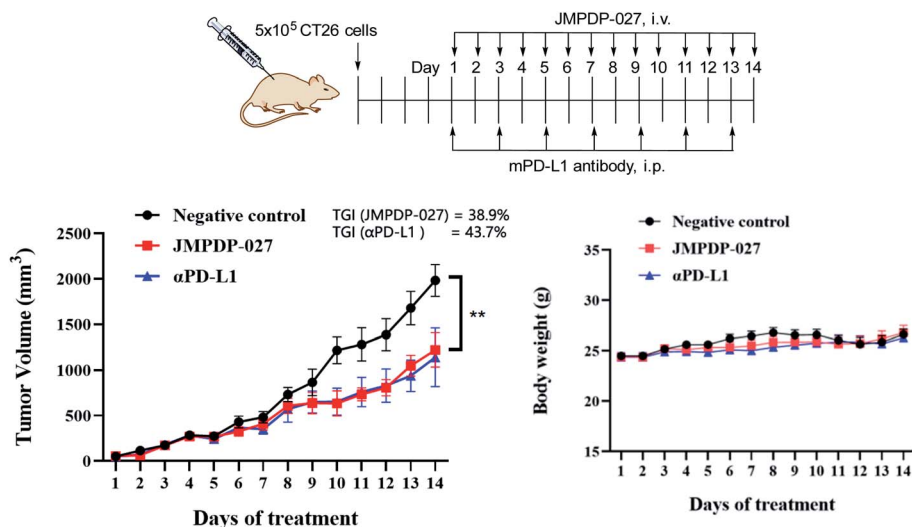 JMPDP-027, i.v.
5x10⁵ CT26 cells
Day 1 2 3 4 5 6 7 8 9 10 11 12 13 14
mPD-L1 antibody, i.p.
Negative control
JMPDP-027
αPD-L1
TGI (JMPDP-027) = 38.9%
TGI (αPD-L1 ) = 43.7%
Tumor Volume (mm³)
2500
2000
1500
1000
500
0
**
1 2 3 4 5 6 7 8 9 10 11 12 13 14
Days of treatment
Negative control
JMPDP-027
αPD-L1
Body weight (g)
30
25
20
15
1 2 3 4 5 6 7 8 9 10 11 12 13 14
Days of treatment